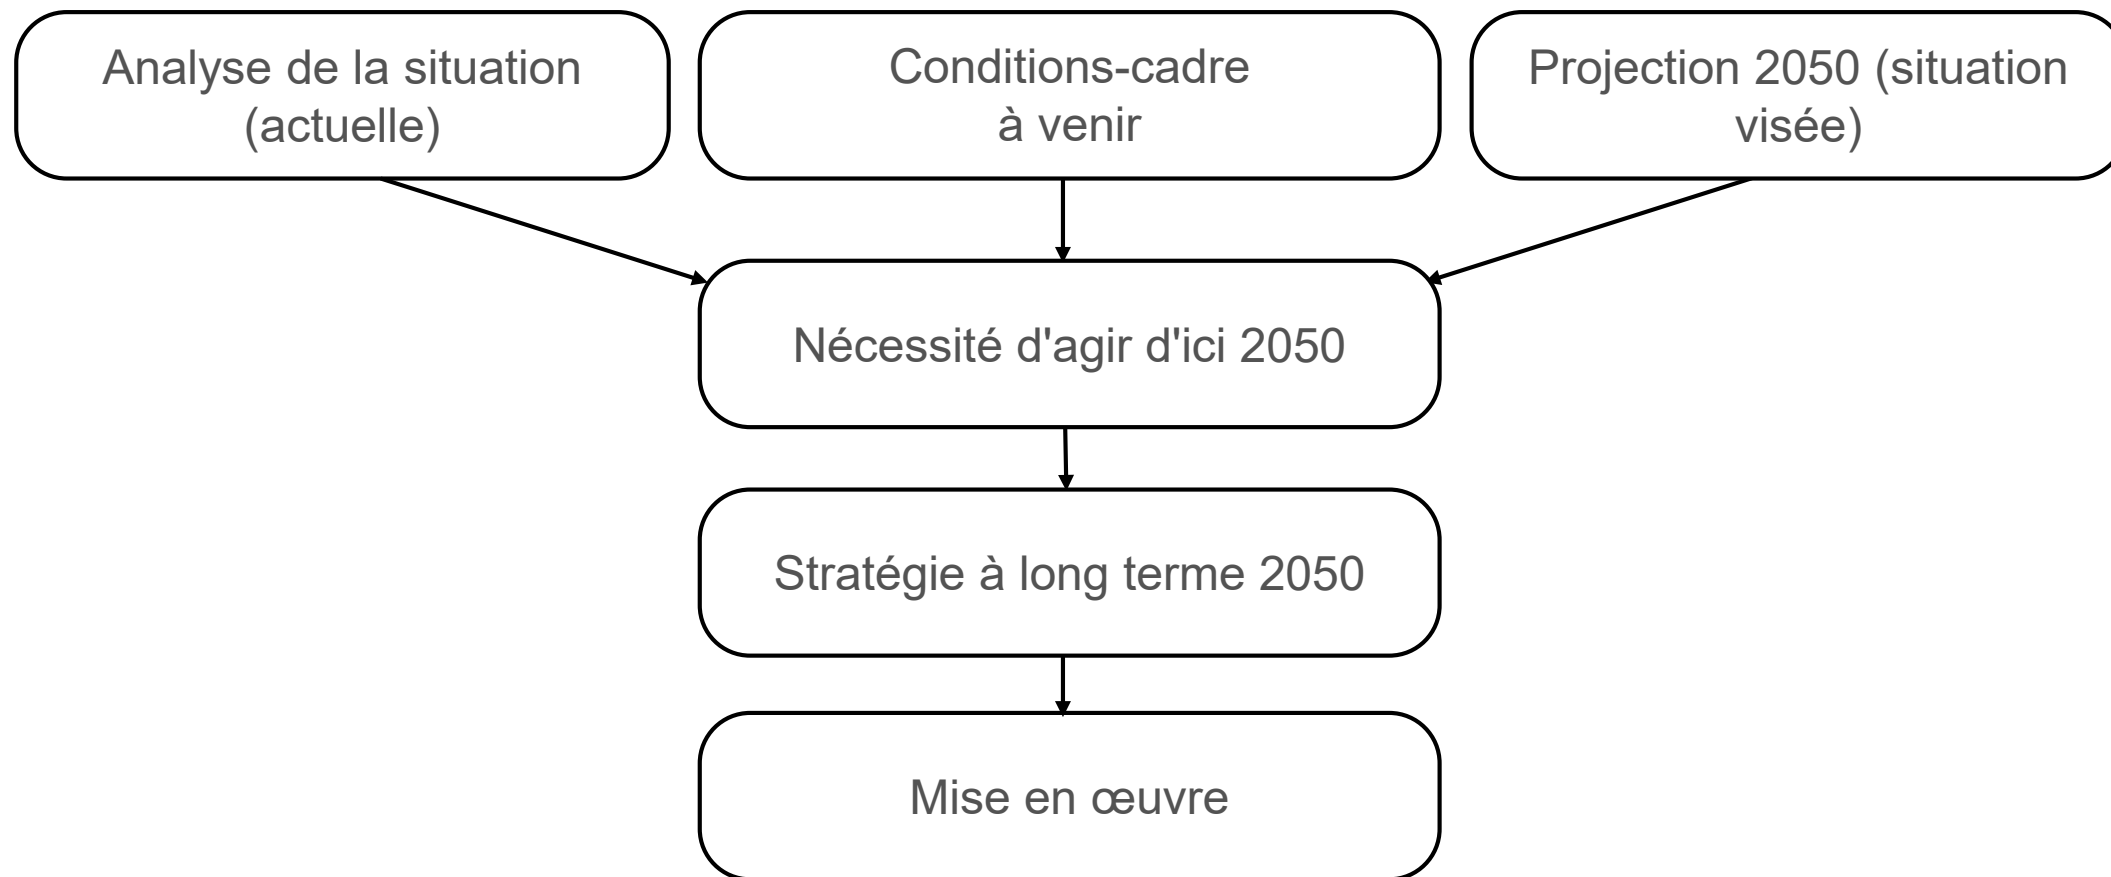 Analyse de la situation
(actuelle)
Conditions-cadre
à venir
Projection 2050 (situation
visée)
Nécessité d'agir d'ici 2050
Stratégie à long terme 2050
Mise en œuvre